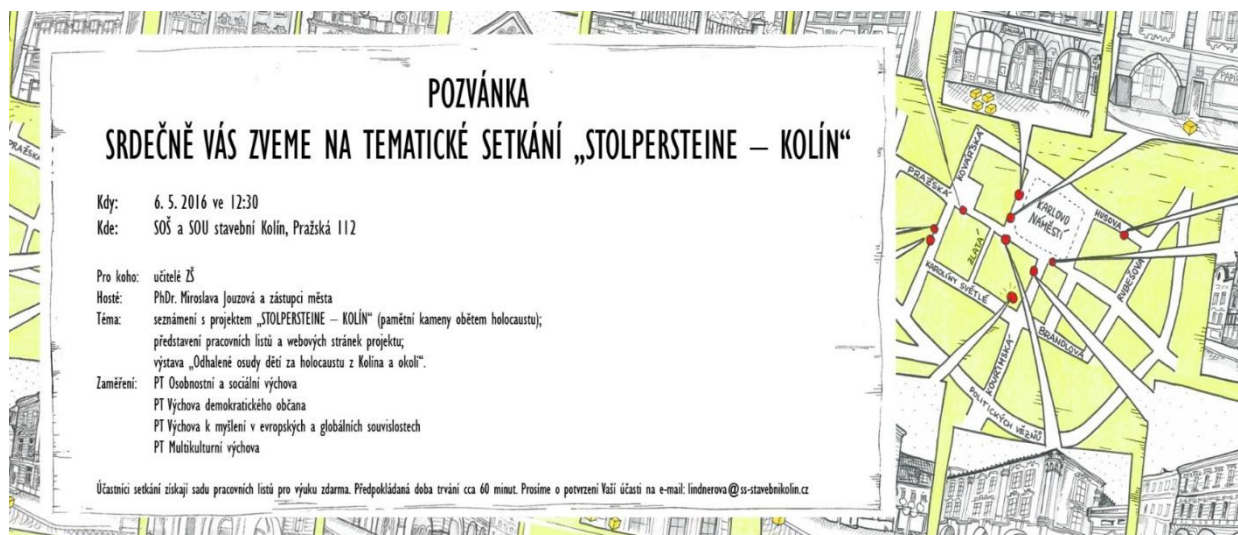 POZVÁNKA
SRDEČNĚ VÁS ZVEME NA TEMATICKÉ SETKÁNÍ „STOLPERSTEINE – KOLÍN“
Kdy: 6. 5. 2016 ve 12:30
Kde: SOŠ a SOU stavební Kolín, Pražská 112
Pro koho: učitelé ZŠ
Hosté: PhDr. Miroslava Jouzová a zástupci města
Téma: seznámení s projektem „STOLPERSTEINE – KOLÍN“ (pamětní kameny obětem holocaustu);
představení pracovních listů a webových stránek projektu;
výstava „Odhalené osudy dětí za holocaustu z Kolína a okolí“.
Zaměření: PT Osobnostní a sociální výchova
PT Výchova demokratického občana
PT Výchova k myšlení v evropských a globálních souvislostech
PT Multikulturní výchova
Účastníci setkání získají sadu pracovních listů pro výuku zdarma. Předpokládaná doba trvání cca 60 minut. Prosíme o potvrzení Vaší účasti na e-mail: lindnerova@ss-stavebnikolin.cz
PRAŽSKÁ
KOVÁŘSKÁ
KARLOVO
NÁMĚSTÍ
HUSOVA
ZLATÁ
KAROLINY SVĚTLÉ
RUBEŠOVA
BRANDLOVA
KOUŘIMSKÁ
POLITICKÝCH VĚZŇŮ